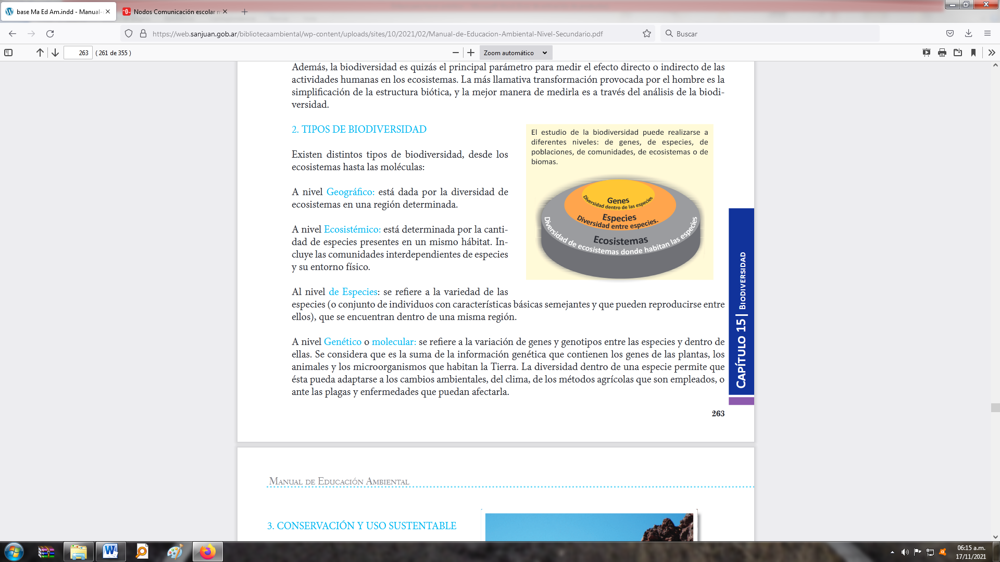 base Ma Ed Am.indd - Manual-
Nodos Comunicación escolar m
https://web.sanjuan.gob.ar/bibliotecaambiental/wp-content/uploads/sites/10/2021/02/Manual-de-Educacion-Ambiental-Nivel-Secundario.pdf
Buscar
263 ( 261 de 355 )
Zoom automático
Además, la biodiversidad es quizás el principal parámetro para medir el efecto directo o indirecto de las
actividades humanas en los ecosistemas. La más llamativa transformación provocada por el hombre es la
simplificación de la estructura biótica, y la mejor manera de medirla es a través del análisis de la biodi-
versidad.
2. TIPOS DE BIODIVERSIDAD
Existen distintos tipos de biodiversidad, desde los
ecosistemas hasta las moléculas:
A nivel Geográfico: está dada por la diversidad de
ecosistemas en una región determinada.
A nivel Ecosistémico: está determinada por la canti-
dad de especies presentes en un mismo hábitat. In-
cluye las comunidades interdependientes de especies
y su entorno físico.
El estudio de la biodiversidad puede realizarse a
diferentes niveles: de genes, de especies, de
poblaciones, de comunidades, de ecosistemas o de
biomas.
Genes
Diversidad dentro de las especies
Especies
Diversidad entre especies.
Ecosistemas
Diversidad de ecosistemas donde habitan las especies
Al nivel de Especies: se refiere a la variedad de las
especies (o conjunto de individuos con características básicas semejantes y que pueden reproducirse entre
ellos), que se encuentran dentro de una misma región.
A nivel Genético o molecular: se refiere a la variación de genes y genotipos entre las especies y dentro de
ellas. Se considera que es la suma de la información genética que contienen los genes de las plantas, los
animales y los microorganismos que habitan la Tierra. La diversidad dentro de una especie permite que
ésta pueda adaptarse a los cambios ambientales, del clima, de los métodos agrícolas que son empleados, o
ante las plagas y enfermedades que puedan afectarla.
CAPÍTULO 15 | BIODIVERSIDAD
263
MANUAL DE EDUCACIÓN AMBIENTAL
3. CONSERVACIÓN Y USO SUSTENTABLE
06:15 a.m.
17/11/2021